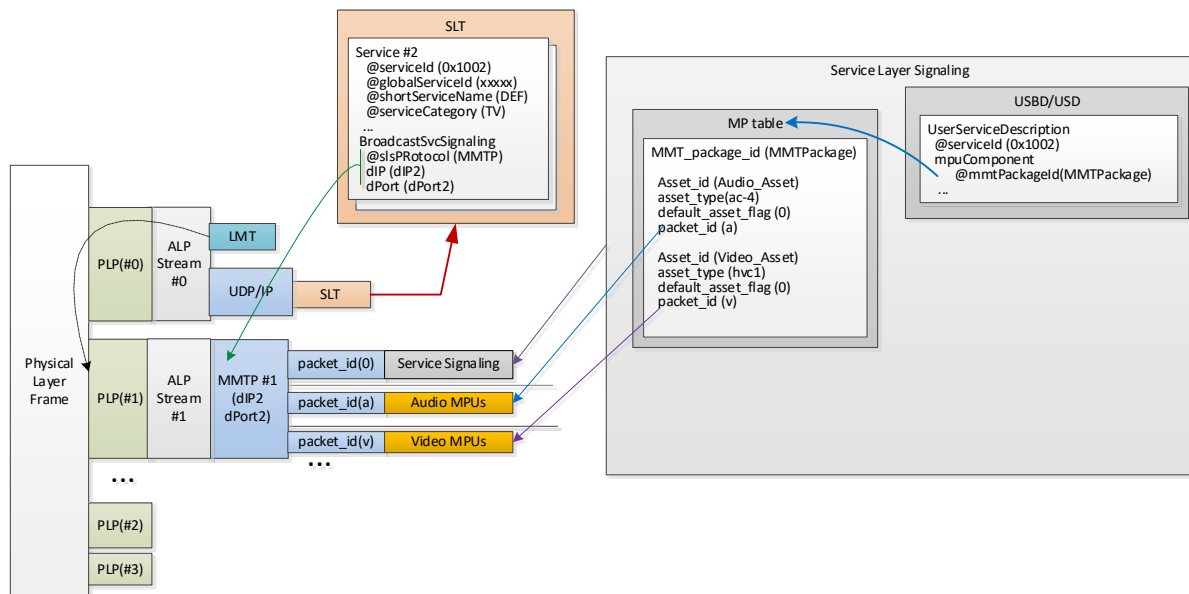 SLT
Service #2
@serviceId (0x1002)
@globalServiceId (xxxxx)
@shortServiceName (DEF)
@serviceCategory (TV)
...
BroadcastSvcSignaling
@slsPRotocol (MMTP)
dIP (dIP2)
dPort (dPort2)
Service Layer Signaling
USBD/USD
UserServiceDescription
@serviceId (0x1002)
mpuComponent
@mmtPackageId(MMTPackage)
...
MP table
MMT_package_id (MMTPackage)
Asset_id (Audio_Asset)
asset_type(ac-4)
default_asset_flag (0)
packet_id (a)
Asset_id (Video_Asset)
asset_type (hvc1)
default_asset_flag (0)
packet_id (v)
Physical
Layer
Frame
PLP(#0)
ALP
Stream
#0
LMT
UDP/IP
SLT
PLP(#1)
ALP
Stream
#1
MMTP #1
(dIP2
dPort2)
packet_id(0)
Service Signaling
packet_id(a)
Audio MPUs
packet_id(v)
Video MPUs
...
...
PLP(#2)
PLP(#3)